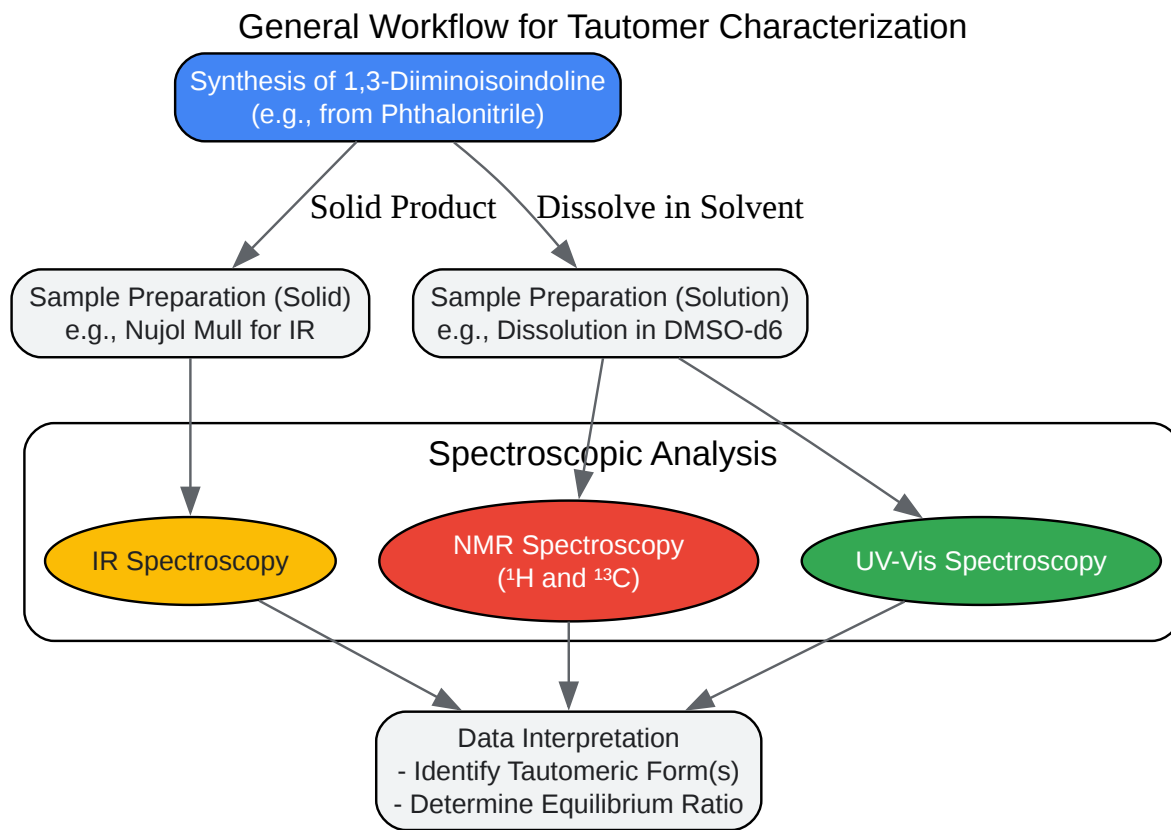 General Workflow for Tautomer Characterization
Synthesis of 1,3-Diiminoisoindoline
(e.g., from Phthalonitrile)
Solid Product
Dissolve in Solvent
Sample Preparation (Solid)
e.g., Nujol Mull for IR
Sample Preparation (Solution)
e.g., Dissolution in DMSO-d6
Spectroscopic Analysis
IR Spectroscopy
NMR Spectroscopy
(¹H and ¹³C)
UV-Vis Spectroscopy
Data Interpretation
- Identify Tautomeric Form(s)
- Determine Equilibrium Ratio